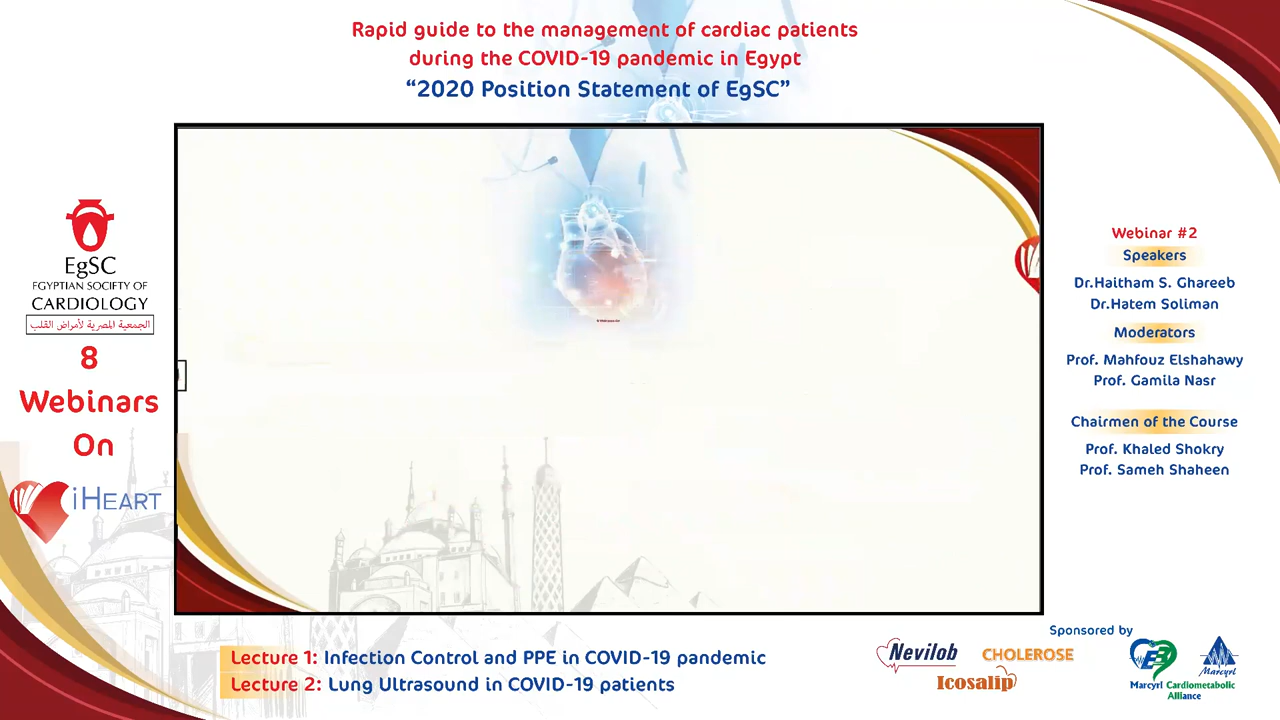 Rapid guide to the management of cardiac patients
during the COVID-19 pandemic in Egypt
“2020 Position Statement of EgSC”
EgSC
EGYPTIAN SOCIETY OF
CARDIOLOGY
الجمعية المصرية لأمراض القلب
8
Webinars
On
iHEART
Webinar #2
Speakers
Dr.Haitham S. Ghareeb
Dr.Hatem Soliman
Moderators
Prof. Mahfouz Elshahawy
Prof. Gamila Nasr
Chairmen of the Course
Prof. Khaled Shokry
Prof. Sameh Shaheen
Lecture 1: Infection Control and PPE in COVID-19 pandemic
Lecture 2: Lung Ultrasound in COVID-19 patients
Sponsored by
Nevilob
CHOLEROSE
Icosalip
Marcyrl Cardiometabolic
Alliance
Marcyrl